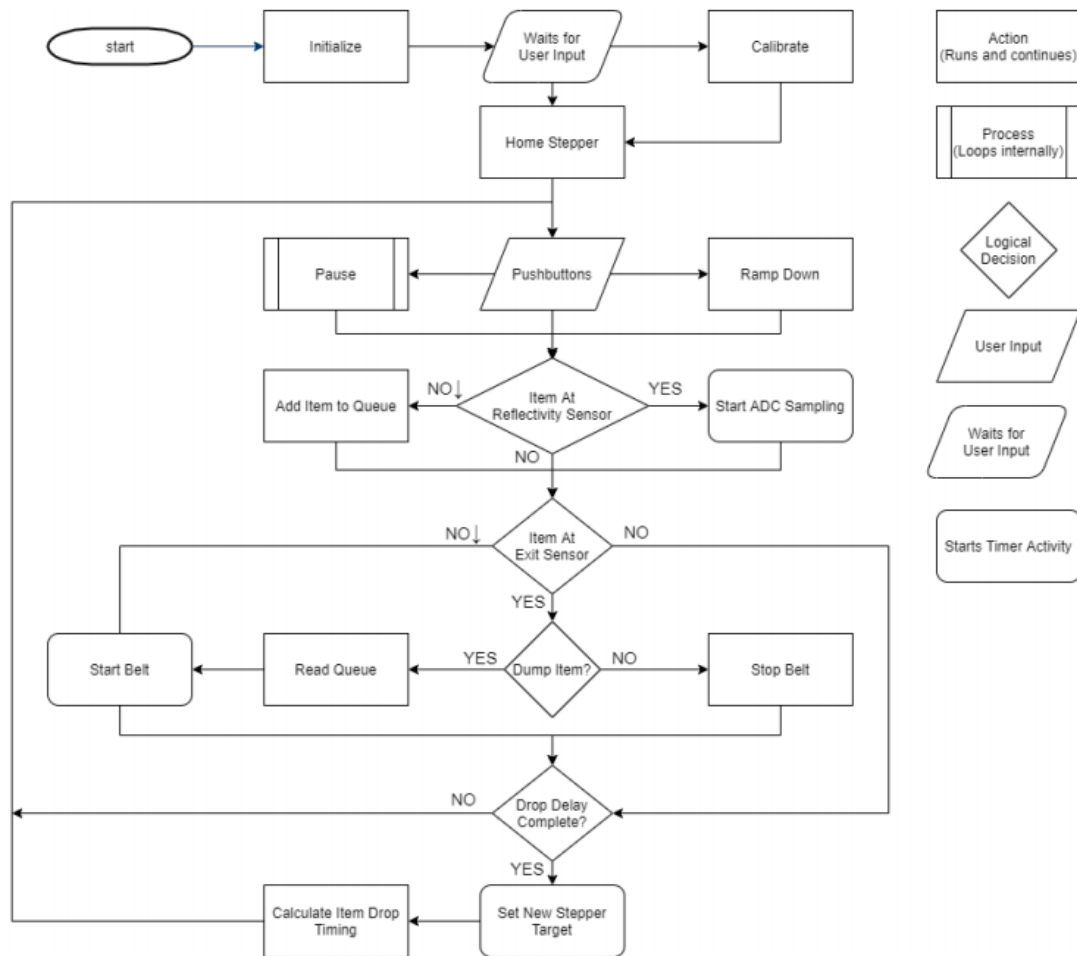 start
Initialize
Waits for
User Input
Calibrate
Action
(Runs and continues)
Home Stepper
Process
(Loops internally)
Logical
Decision
Pause
Pushbuttons
Ramp Down
User Input
Add Item to Queue
NO↓
Item At
Reflectivity Sensor
YES
Start ADC Sampling
NO
Waits for
User Input
NO↓
Item At
Exit Sensor
NO
Starts Timer Activity
YES
Start Belt
Read Queue
YES
Dump Item?
NO
Stop Belt
NO
Drop Delay
Complete?
YES
Calculate Item Drop
Timing
Set New Stepper
Target